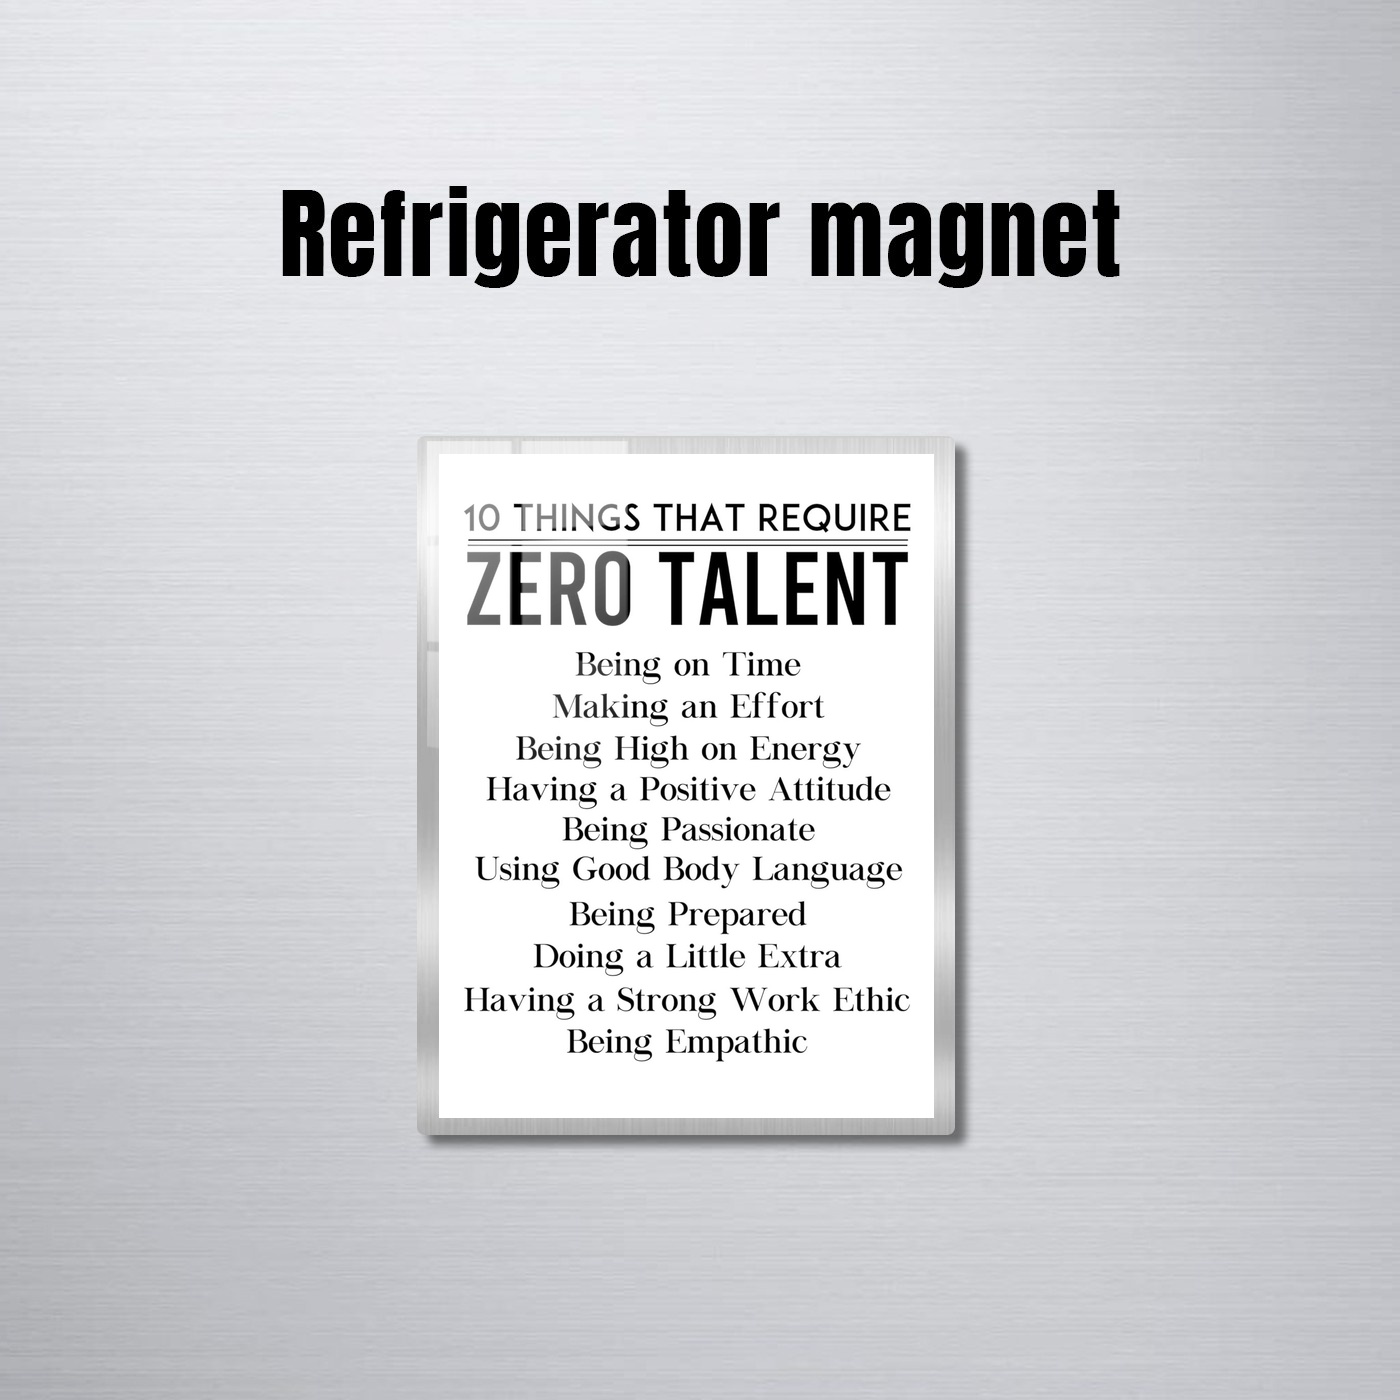 Refrigerator magnet
10 THINGS THAT REQUIRE
ZERO TALENT
Being on Time
Making an Effort
Being High on Energy
Having a Positive Attitude
Being Passionate
Using Good Body Language
Being Prepared
Doing a Little Extra
Having a Strong Work Ethic
Being Empathic